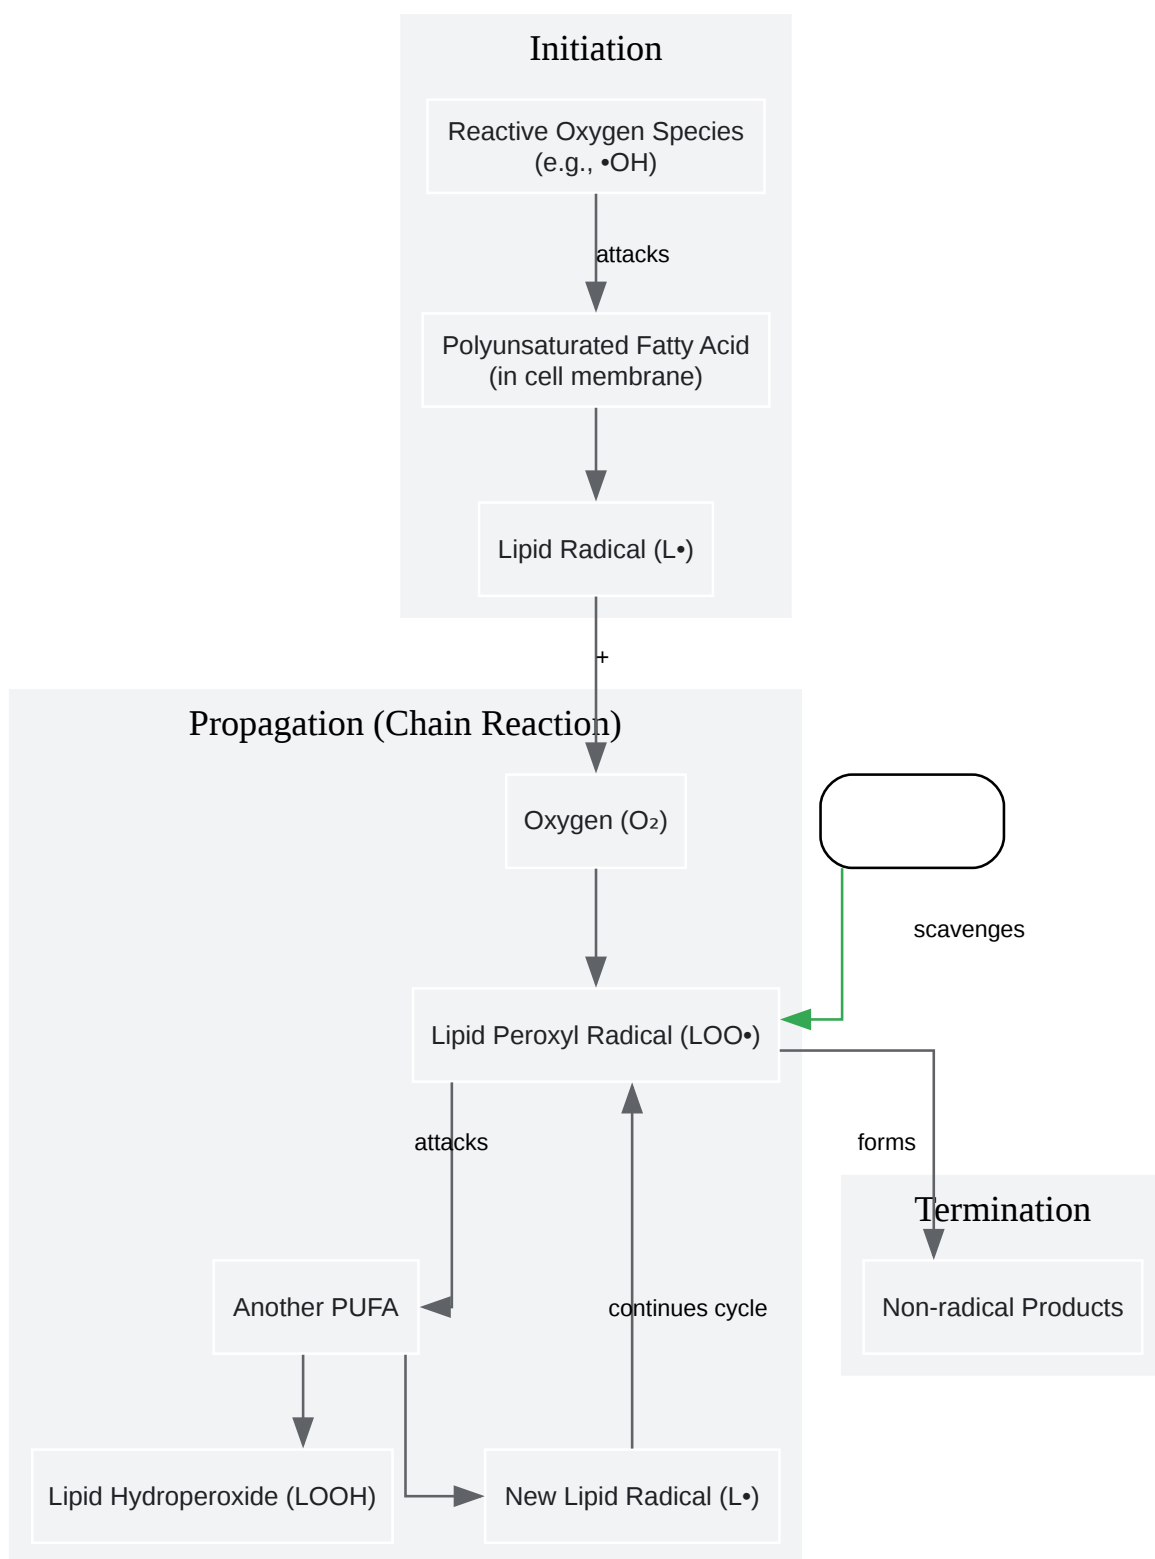 Initiation
Reactive Oxygen Species
(e.g., •OH)
attacks
Polyunsaturated Fatty Acid
(in cell membrane)
Lipid Radical (L•)
+
Propagation (Chain Reaction)
Oxygen (O₂)
scavenges
Lipid Peroxyl Radical (LOO•)
attacks
forms
Termination
Another PUFA
continues cycle
Non-radical Products
Lipid Hydroperoxide (LOOH)
New Lipid Radical (L•)